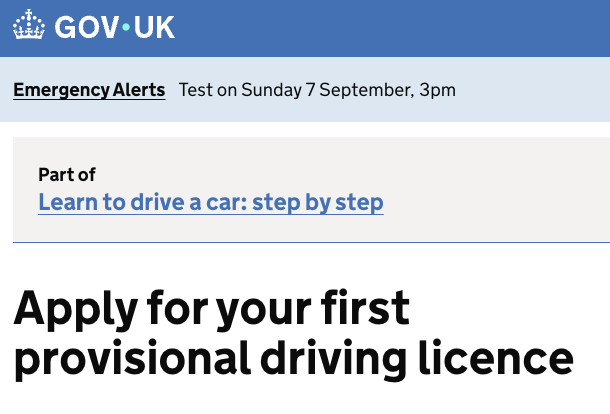 GOV·UK
Emergency Alerts Test on Sunday 7 September, 3pm
Part of
Learn to drive a car: step by step
Apply for your first
provisional driving licence